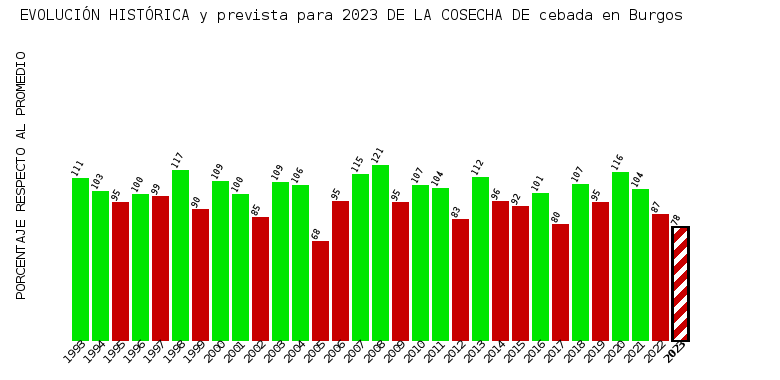 EVOLUCIÓN HISTÓRICA y prevista para 2023 DE LA COSECHA DE cebada en Burgos
PORCENTAJE RESPECTO AL PROMEDIO
111 103 95 100 99 117 90 109 100 85 109 106 68 95 115 121 95 107 104 83 112 96 92 101 80 107 95 116 104 87 78
1993 1994 1995 1996 1997 1998 1999 2000 2001 2002 2003 2004 2005 2006 2007 2008 2009 2010 2011 2012 2013 2014 2015 2016 2017 2018 2019 2020 2021 2022 2023